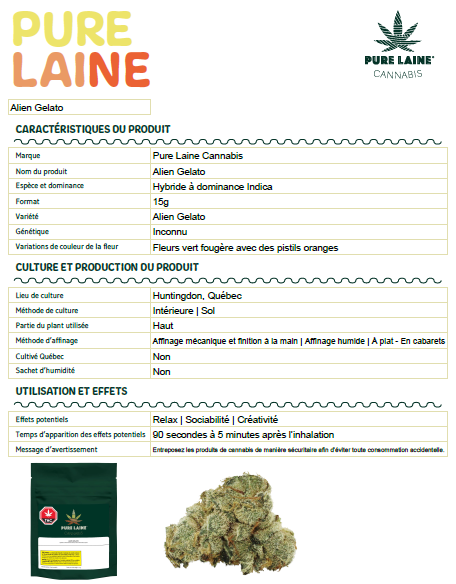 PURE
LAINE
PURE LAINE
CANNABIS
Alien Gelato
CARACTÉRISTIQUES DU PRODUIT
Marque Pure Laine Cannabis
Nom du produit Alien Gelato
Espèce et dominance Hybride à dominance Indica
Format 15g
Variété Alien Gelato
Génétique Inconnu
Variations de couleur de la fleur Fleurs vert fougère avec des pistils oranges
CULTURE ET PRODUCTION DU PRODUIT
Lieu de culture Huntingdon, Québec
Méthode de culture Intérieure | Sol
Partie du plant utilisée Haut
Méthode d'affinage Affinage mécanique et finition à la main | Affinage humide | À plat - En cabarets
Cultivé Québec Non
Sachet d'humidité Non
UTILISATION ET EFFETS
Effets potentiels Relax | Sociabilité | Créativité
Temps d'apparition des effets potentiels 90 secondes à 5 minutes après l'inhalation
Message d'avertissement Entreposez les produits de cannabis de manière sécuritaire afin d'éviter toute consommation accidentelle.
THC
PURE LAINE